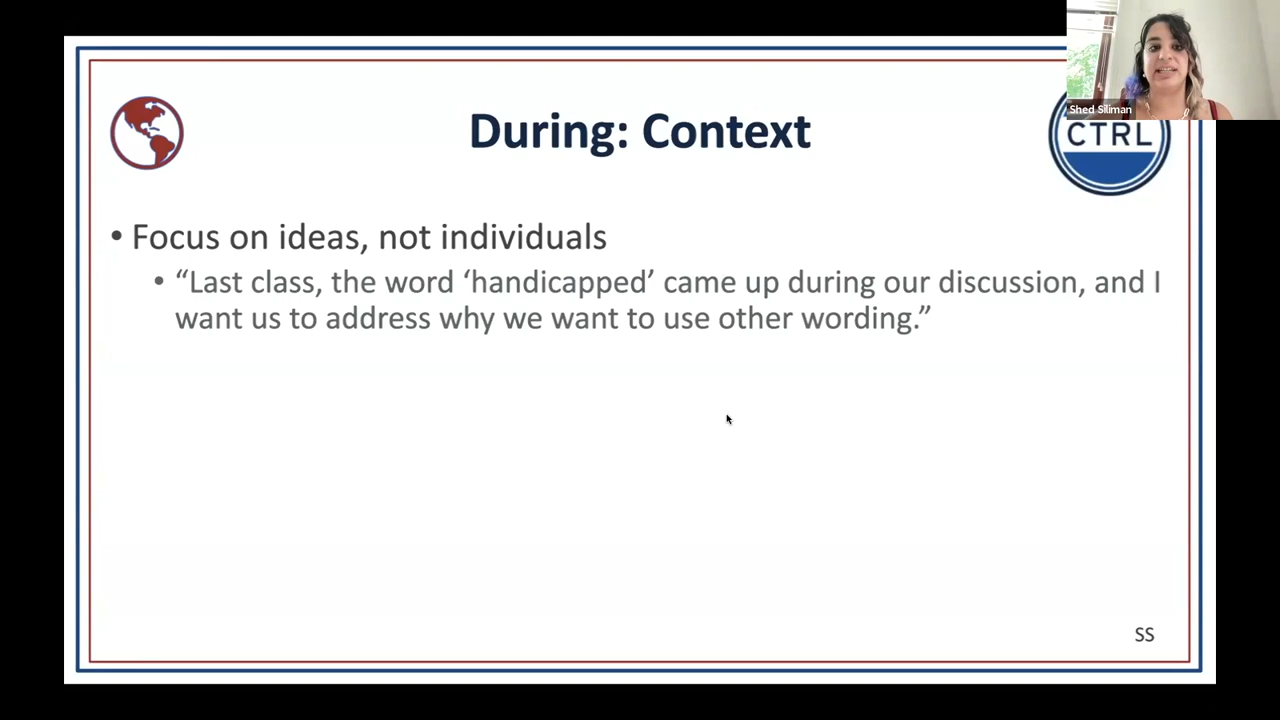 Shed Siliman
During: Context
CTRL
• Focus on ideas, not individuals
• “Last class, the word ‘handicapped’ came up during our discussion, and I
want us to address why we want to use other wording.”
SS